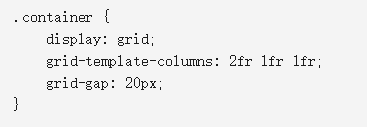 .container {
    display: grid;
    grid-template-columns: 2fr 1fr 1fr;
    grid-gap: 20px;
}